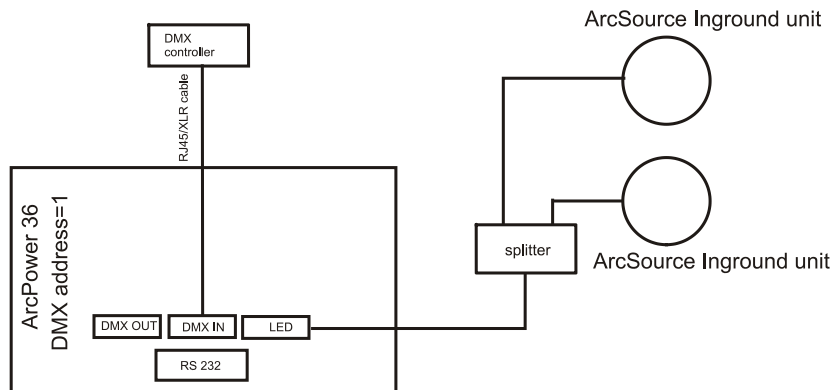 ArcSource Inground unit
DMX
controller
RJ45/XLR cable
ArcPower 36
DMX address=1
splitter
ArcSource Inground unit
DMX OUT
DMX IN
LED
RS 232